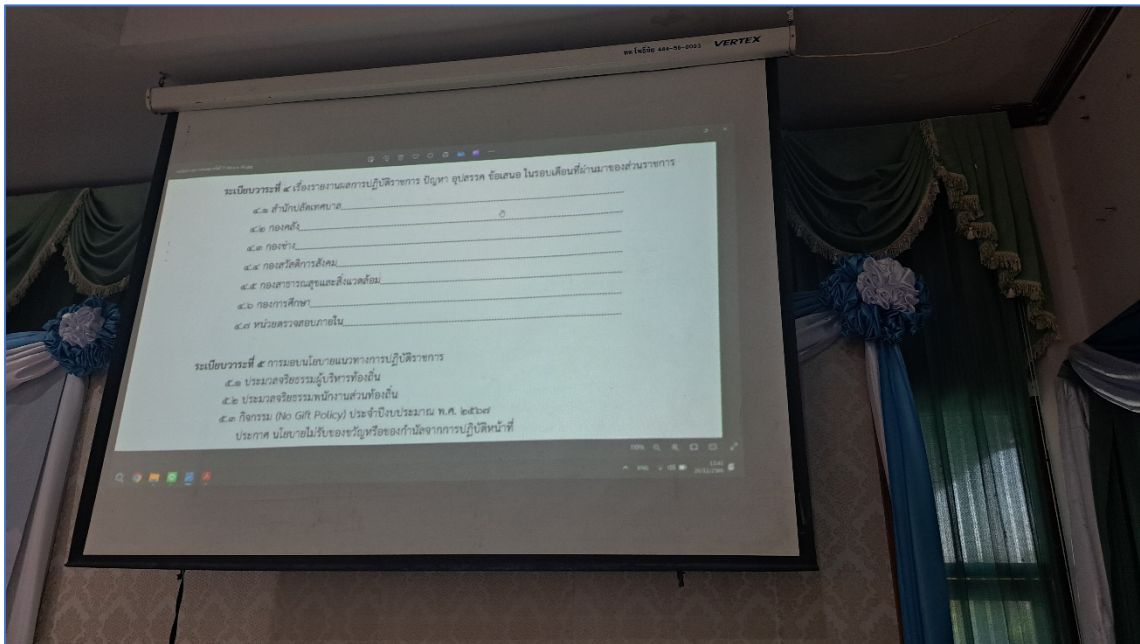 VERTEX
ระเบียบวาระที่ ๔ เรื่องรายงานผลการปฏิบัติราชการ ปัญหา อุปสรรค ข้อเสนอ ในรอบเดือนที่ผ่านมาของส่วนราชการ
๔.๑ สำนักปลัดเทศบาล
๔.๒ กองคลัง
๔.๓ กองช่าง
๔.๔ กองสวัสดิการสังคม
๔.๕ กองสาธารณสุขและสิ่งแวดล้อม
๔.๖ กองการศึกษา
๔.๗ หน่วยตรวจสอบภายใน
ระเบียบวาระที่ ๕ การมอบนโยบายแนวทางการปฏิบัติราชการ
๕.๑ ประมวลจริยธรรมผู้บริหารท้องถิ่น
๕.๒ ประมวลจริยธรรมพนักงานส่วนท้องถิ่น
๕.๓ กิจกรรม (No Gift Policy) ประจำปีงบประมาณ พ.ศ. ๒๕๖๗
ประกาศ นโยบายไม่รับของขวัญหรือของกำนัลจากการปฏิบัติหน้าที่
ENG